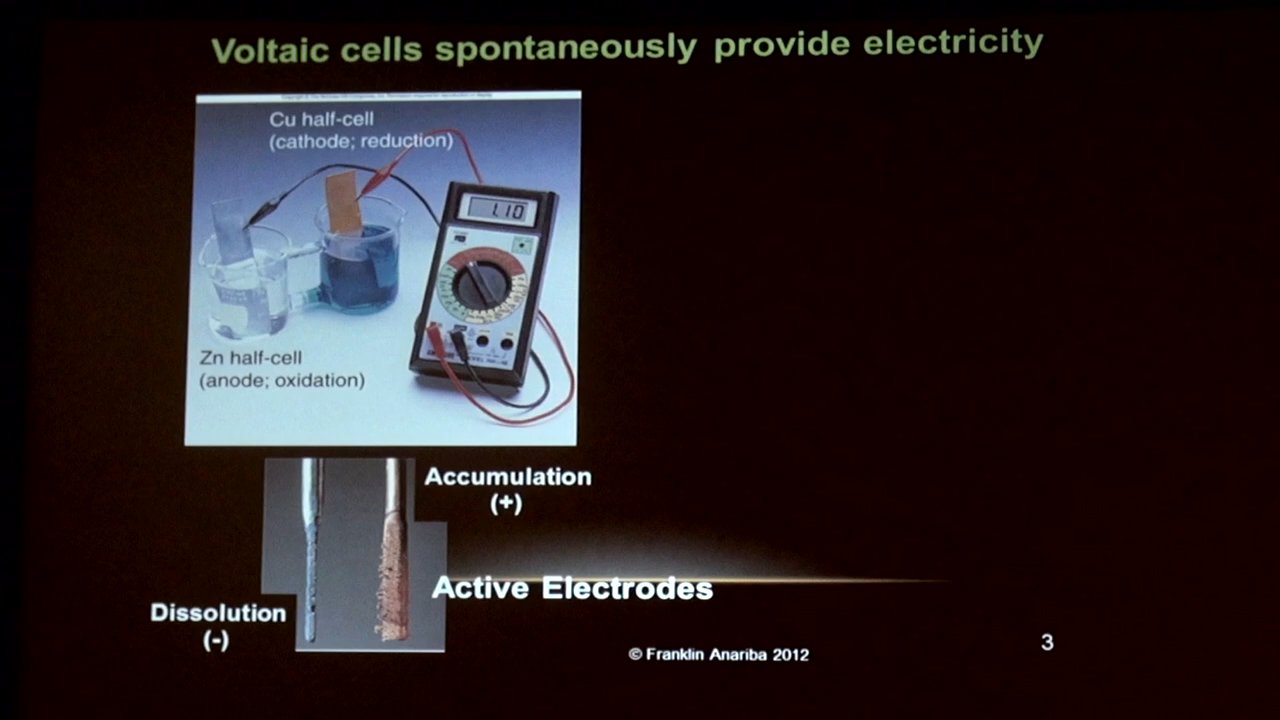 Voltaic cells spontaneously provide electricity
Cu half-cell
(cathode; reduction)
1.10
Zn half-cell
(anode; oxidation)
Accumulation
(+)
Active Electrodes
Dissolution
(-)
© Franklin Anariba 2012
3